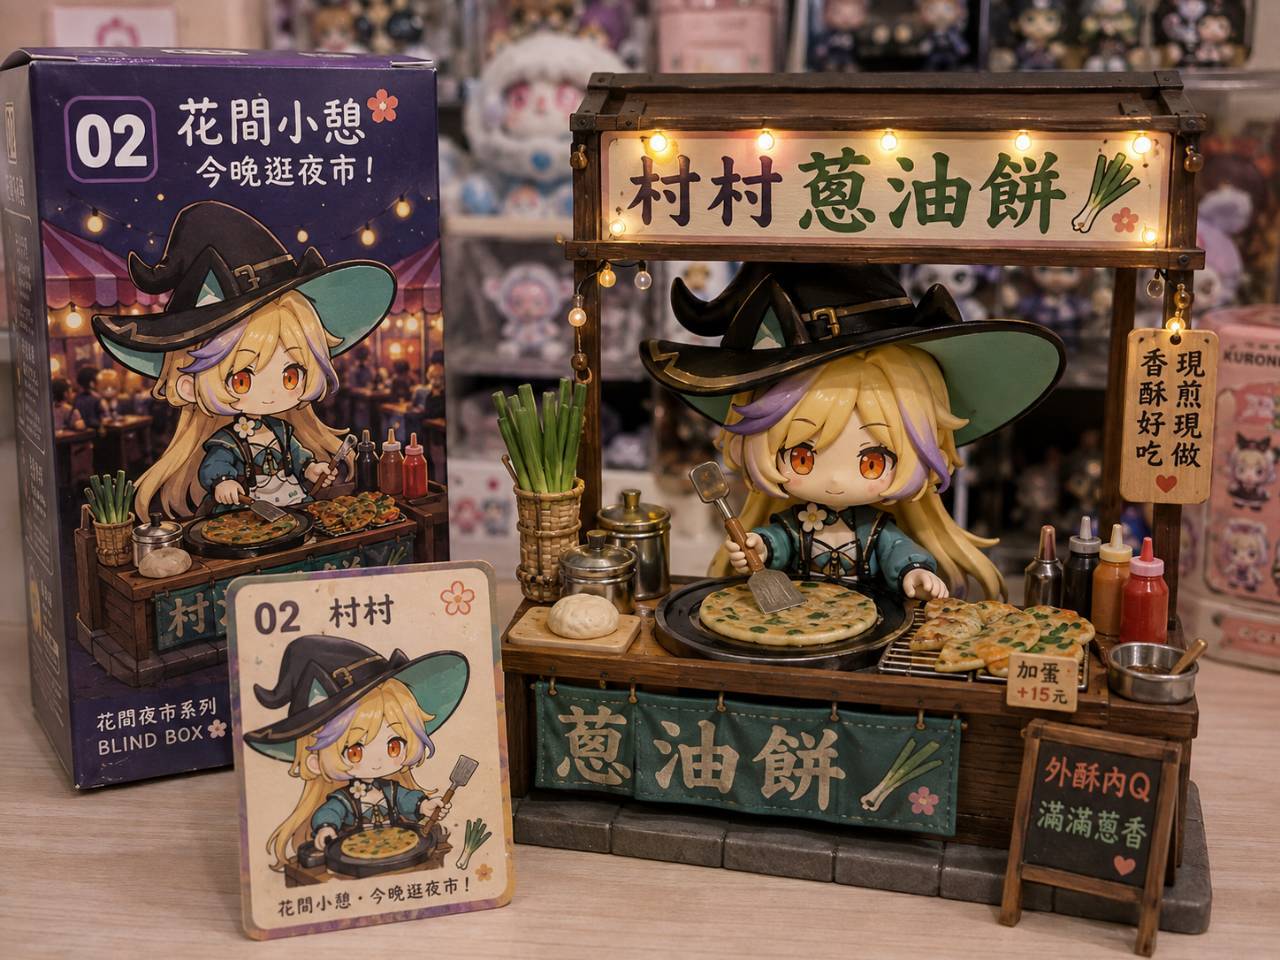 02
花間小憩
今晚逛夜市！
花間夜市系列
BLIND BOX
02 村村
花間小憩・今晚逛夜市！
村村蔥油餅
現煎現做
香酥好吃
加蛋
+15元
蔥油餅
外酥內Q
滿滿蔥香